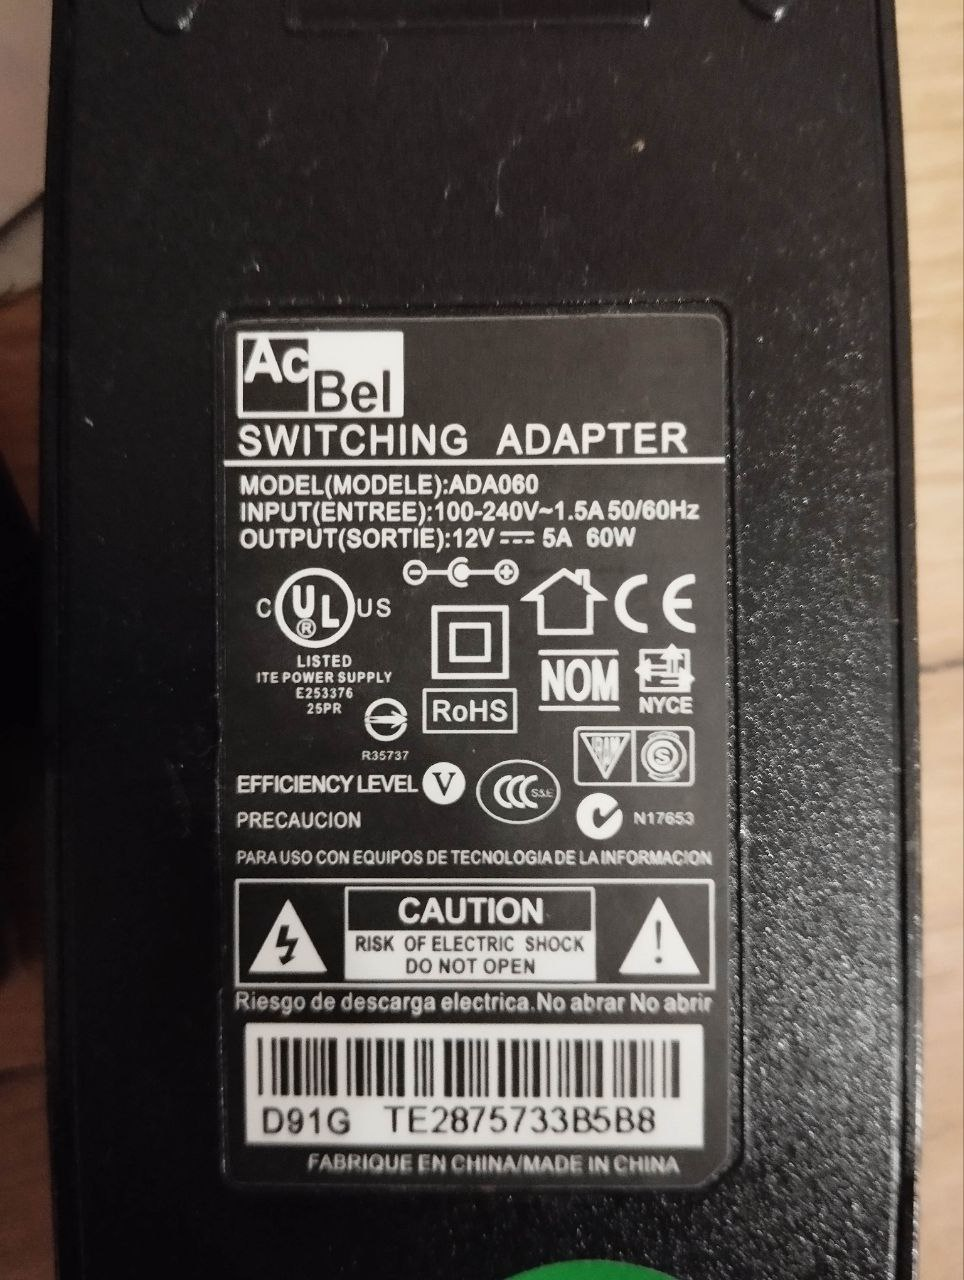 AcBel
SWITCHING ADAPTER
MODEL(MODELE):ADA060
INPUT(ENTREE):100-240V~1.5A 50/60Hz
OUTPUT(SORTIE):12V⎓ 5A 60W
C UL US
®
LISTED
ITE POWER SUPPLY
E253376
25PR
CE
NOM
NYCE
RoHS
R35737
EFFICIENCY LEVEL V
CCC S&E
S
N17653
PRECAUCION
PARA USO CON EQUIPOS DE TECNOLOGIA DE LA INFORMACION
CAUTION
RISK OF ELECTRIC SHOCK
DO NOT OPEN
!
Riesgo de descarga electrica.No abrar No abrir
D91G TE2875733B5B8
FABRIQUE EN CHINA/MADE IN CHINA